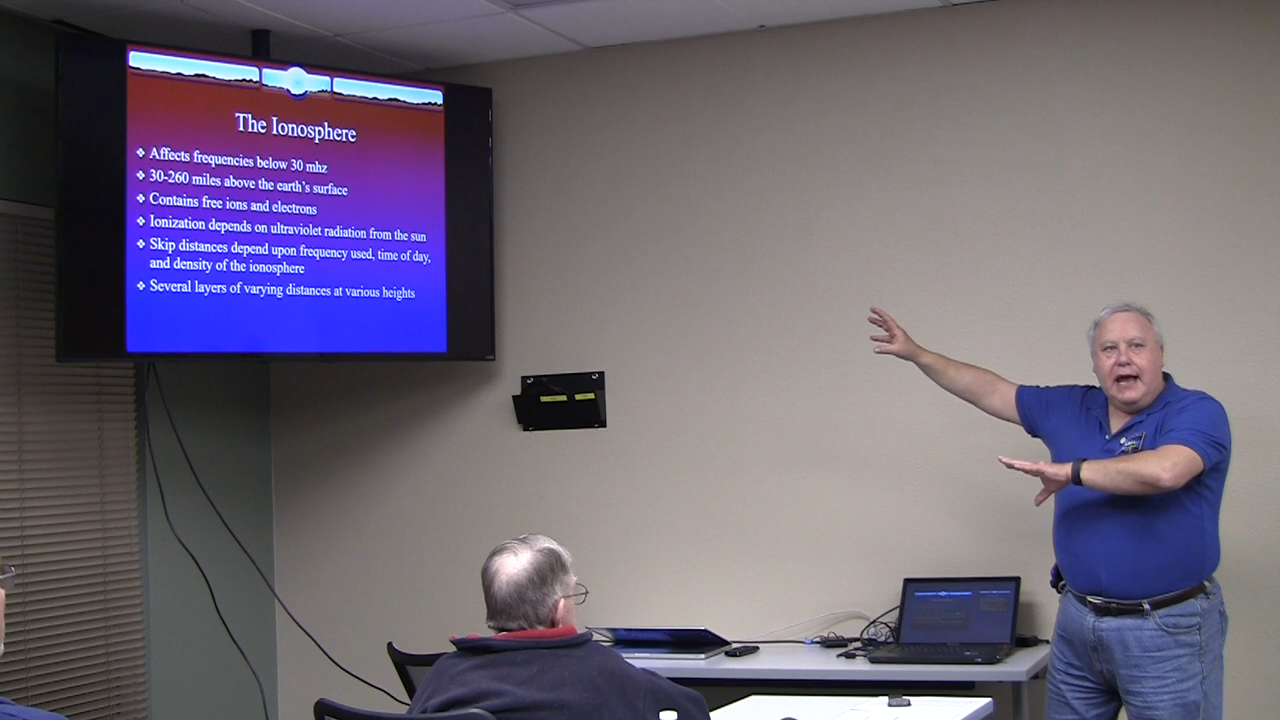 The Ionosphere
❖ Affects frequencies below 30 mhz
❖ 30-260 miles above the earth's surface
❖ Contains free ions and electrons
❖ Ionization depends on ultraviolet radiation from the sun
❖ Skip distances depend upon frequency used, time of day,
and density of the ionosphere
❖ Several layers of varying distances at various heights